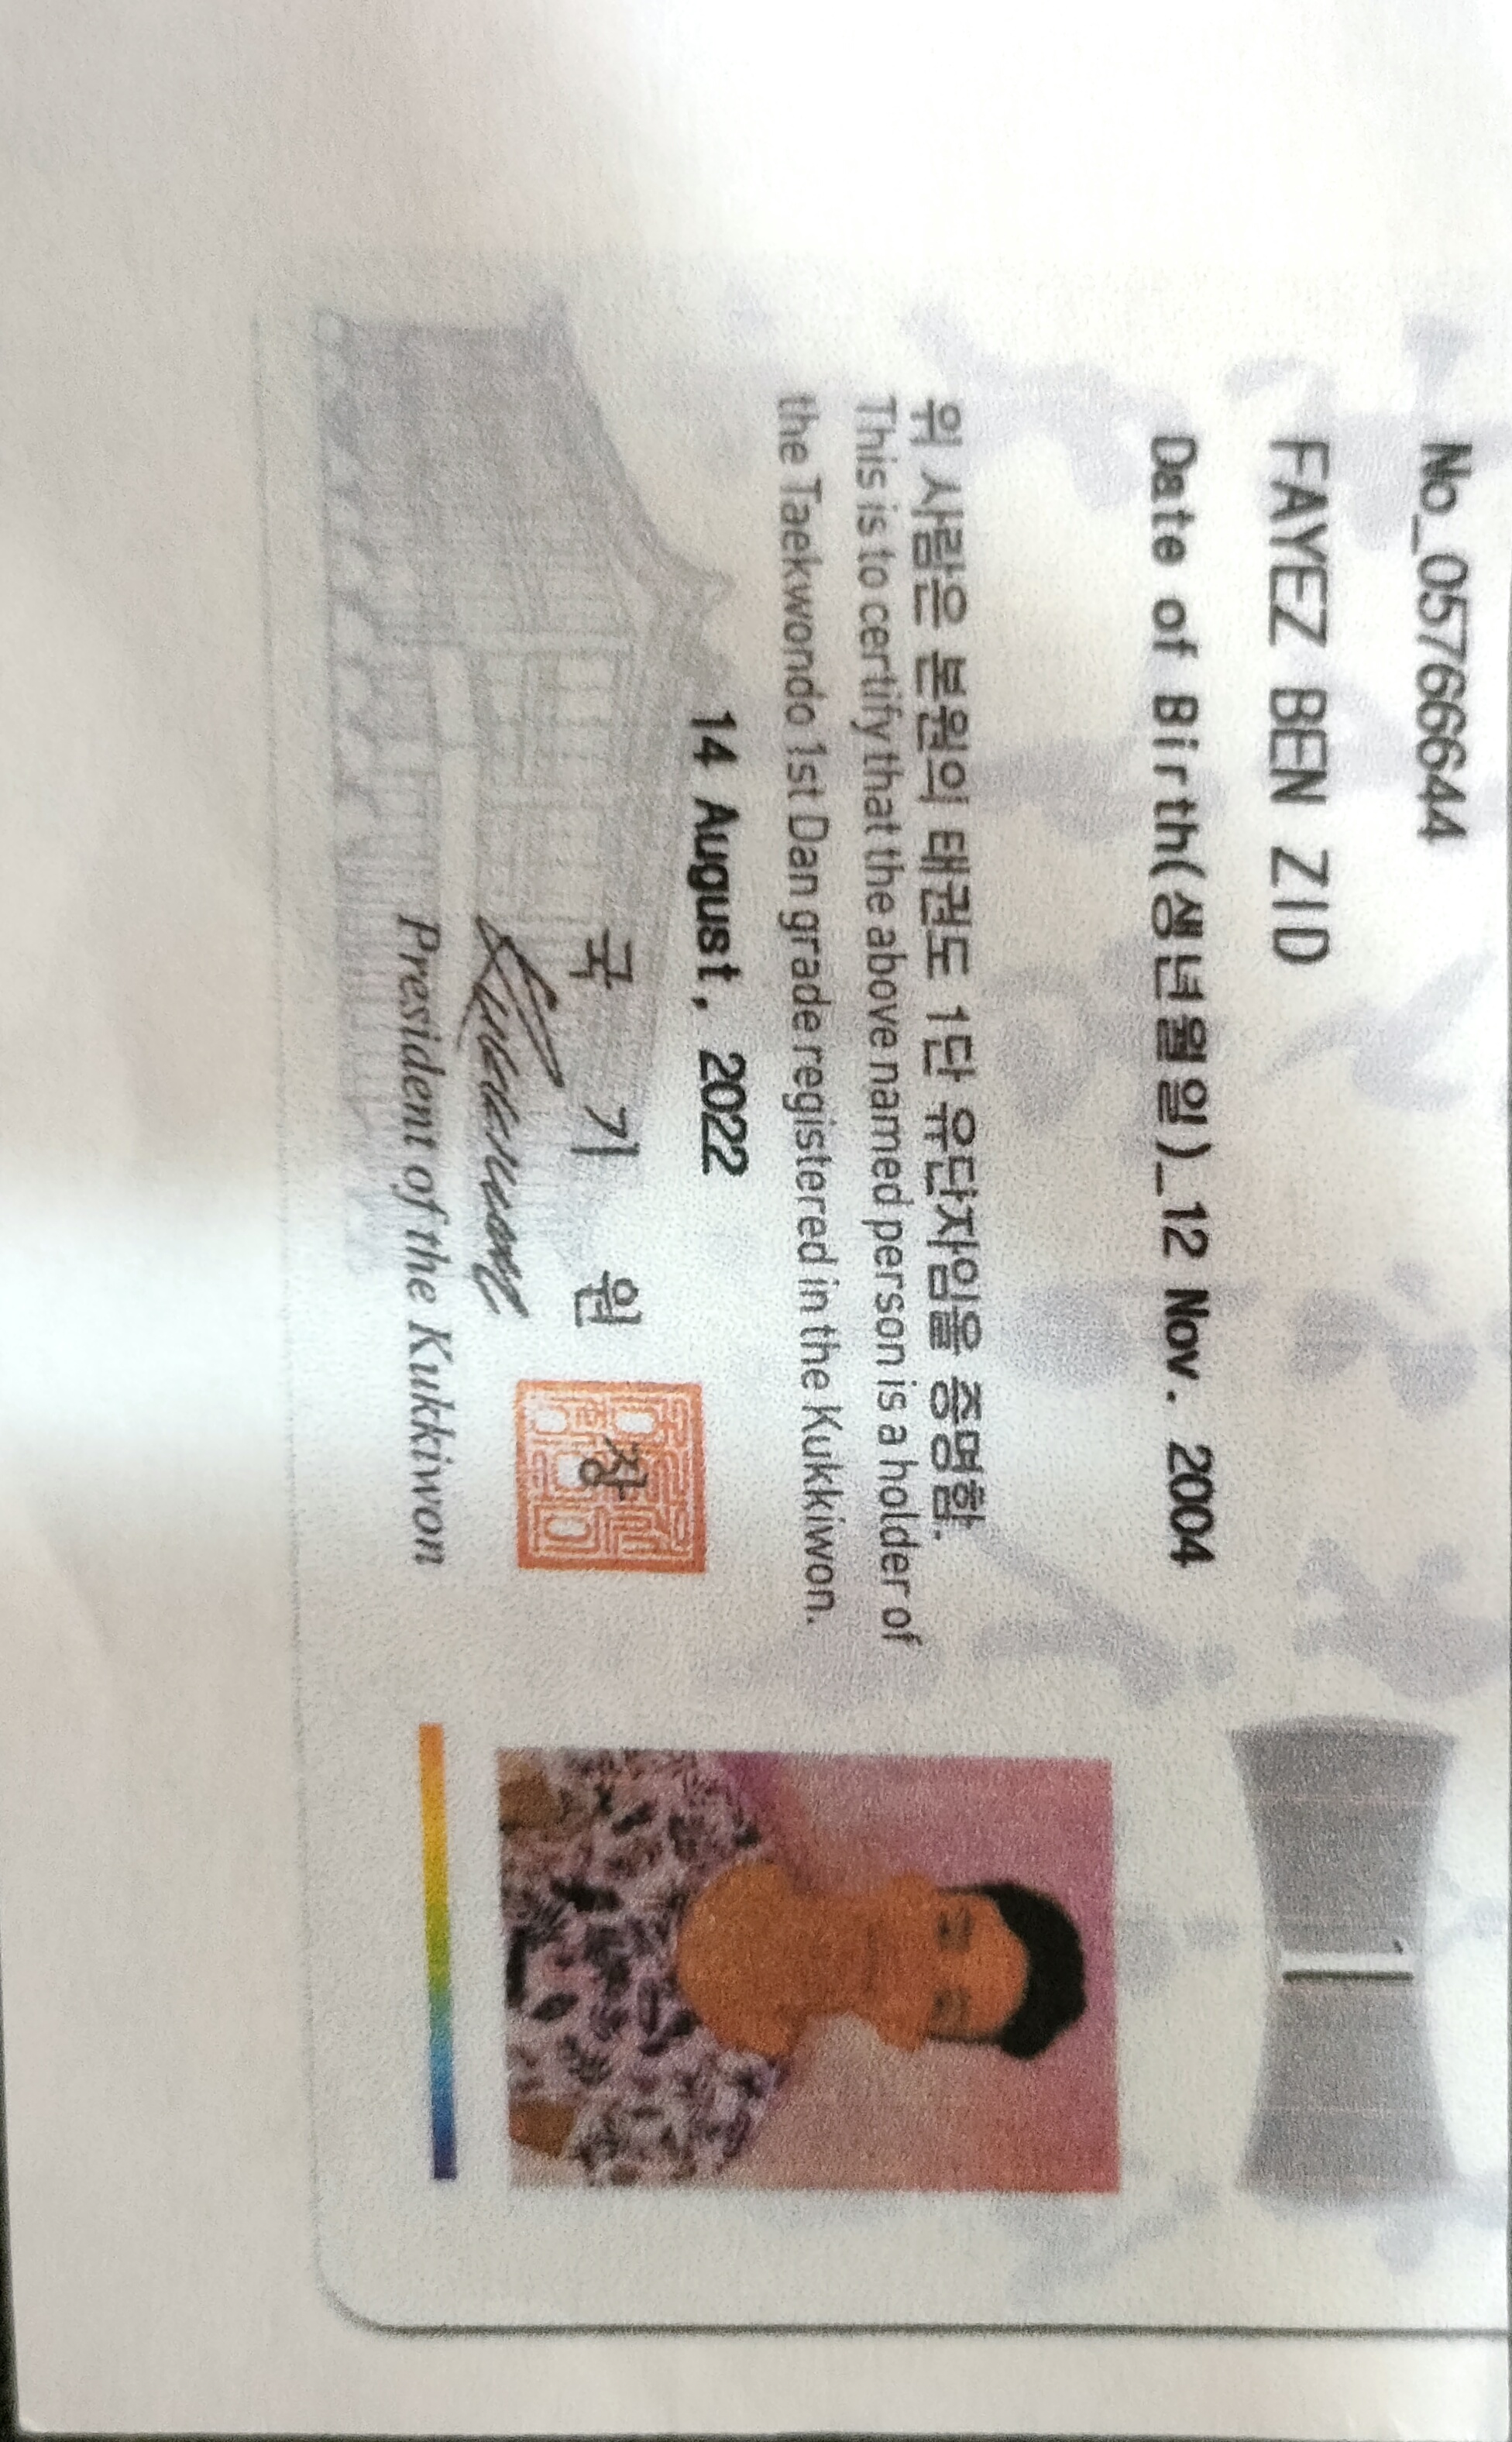 No_05766644
FAYEZ BEN ZID
Date of Birth(생년월일)_12 Nov. 2004
1
위 사람은 본원의 태권도 1단 유단자임을 증명함.
This is to certify that the above named person is a holder of
the Taekwondo 1st Dan grade registered in the Kukkiwon.
14 August, 2022
국 기 원 장
President of the Kukkiwon